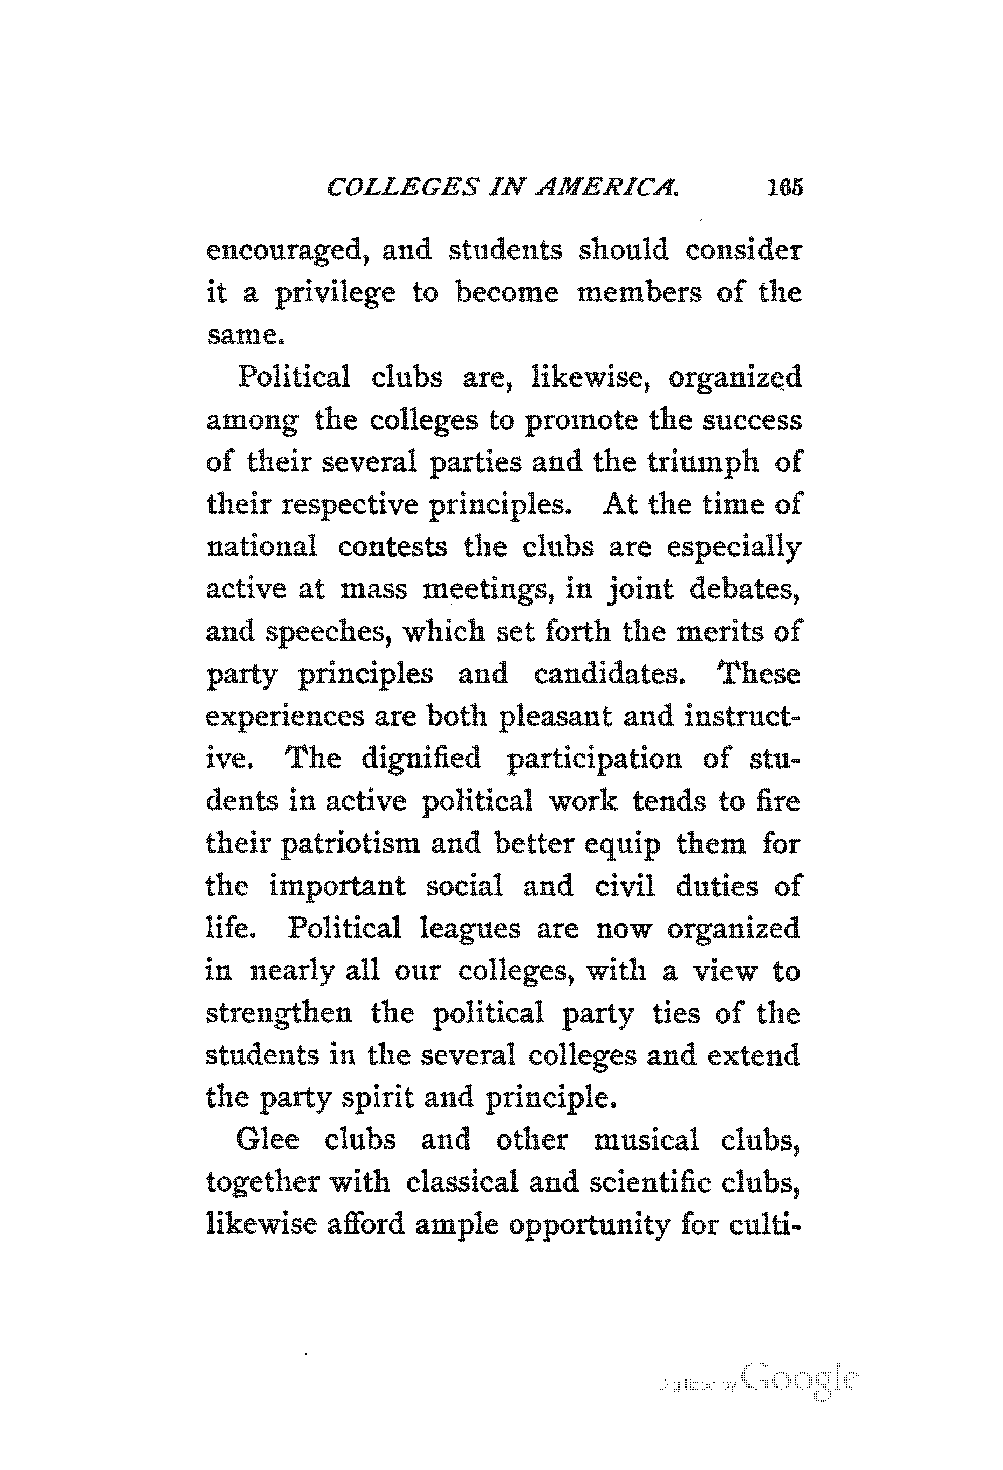 COLLEGES IN AMERICA. 165
encouraged, and students should consider
it a privilege to become members of the
same.
Political clubs are, likewise, organized
among the colleges to promote the success
of their several parties and the triumph of
their respective principles. At the time of
national contests the clubs are especially
active at mass meetings, in joint debates,
and speeches, which set forth the merits of
party principles and candidates. These
experiences are both pleasant and instruct-
ive. The dignified participation of stu-
dents in active political work tends to fire
their patriotism and better equip them for
the important social and civil duties of
life. Political leagues are now organized
in nearly all our colleges, with a view to
strengthen the political party ties of the
students in the several colleges and extend
the party spirit and principle.
Glee clubs and other musical clubs,
together with classical and scientific clubs,
likewise afford ample opportunity for culti-
Digitized by Google